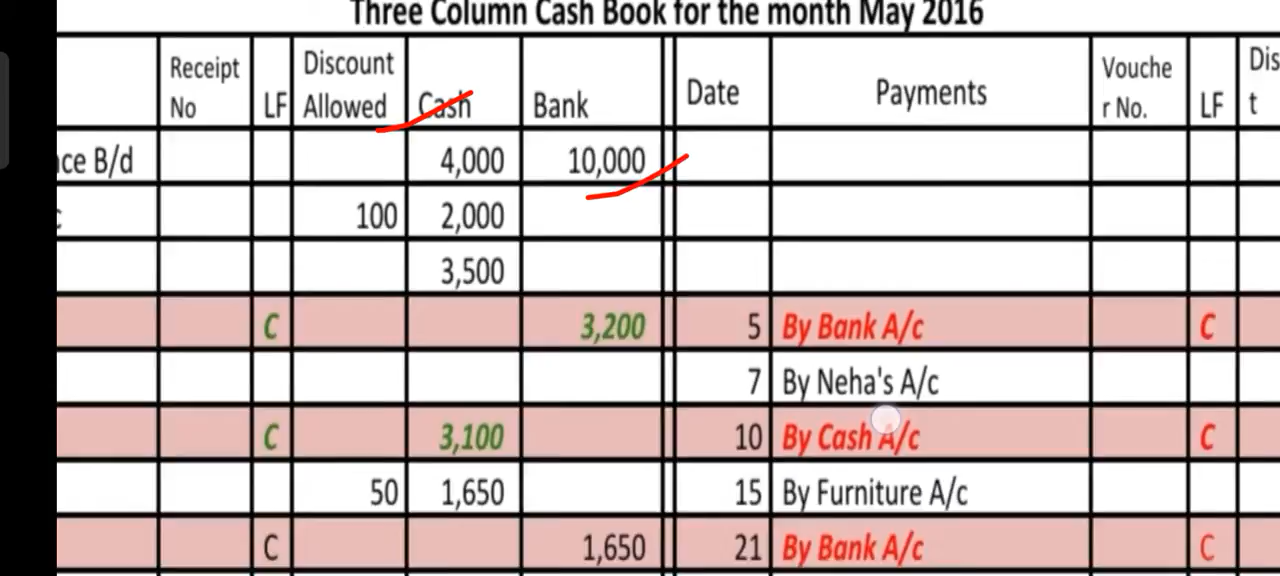 Three Column Cash Book for the month May 2016
Receipt No LF Discount Allowed Cash Bank Date Payments Vouche r No. LF Dis t
ce B/d 4,000 10,000
100 2,000
3,500
C 3,200 5 By Bank A/c C
7 By Neha's A/c
C 3,100 10 By Cash A/c C
50 1,650 15 By Furniture A/c
C 1,650 21 By Bank A/c C